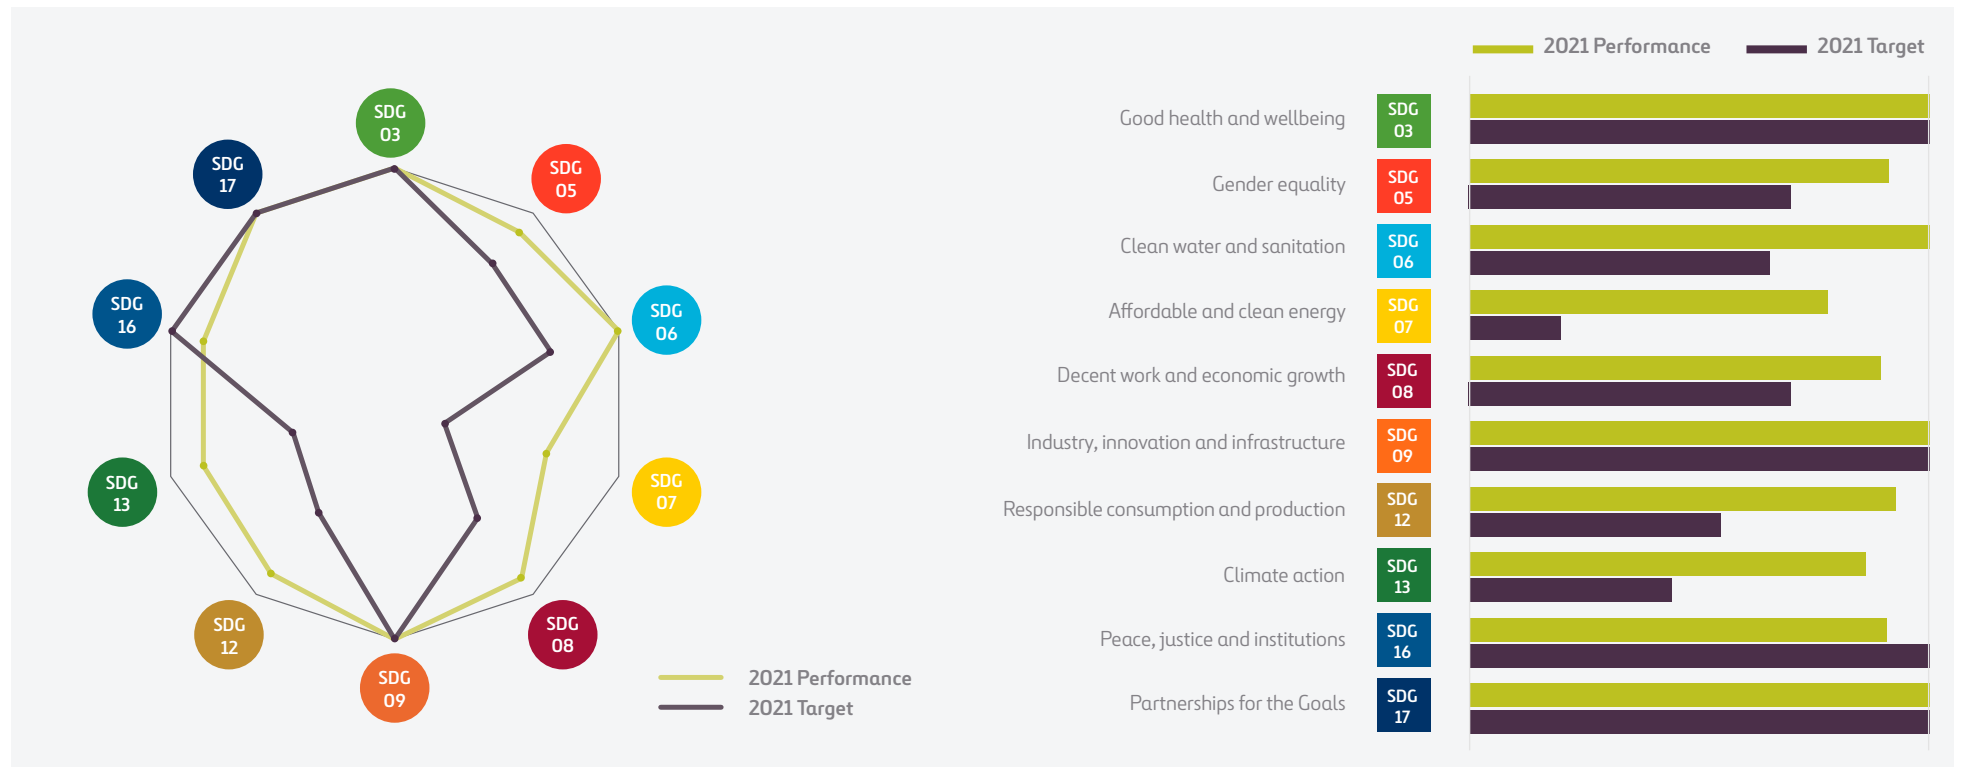 SDG
03
SDG
05
SDG
17
SDG
16
SDG
06
SDG
13
SDG
07
SDG
12
SDG
08
SDG
09
2021 Performance
2021 Target
2021 Performance
2021 Target
Good health and wellbeing
SDG
03
Gender equality
SDG
05
Clean water and sanitation
SDG
06
Affordable and clean energy
SDG
07
Decent work and economic growth
SDG
08
Industry, innovation and infrastructure
SDG
09
Responsible consumption and production
SDG
12
Climate action
SDG
13
Peace, justice and institutions
SDG
16
Partnerships for the Goals
SDG
17